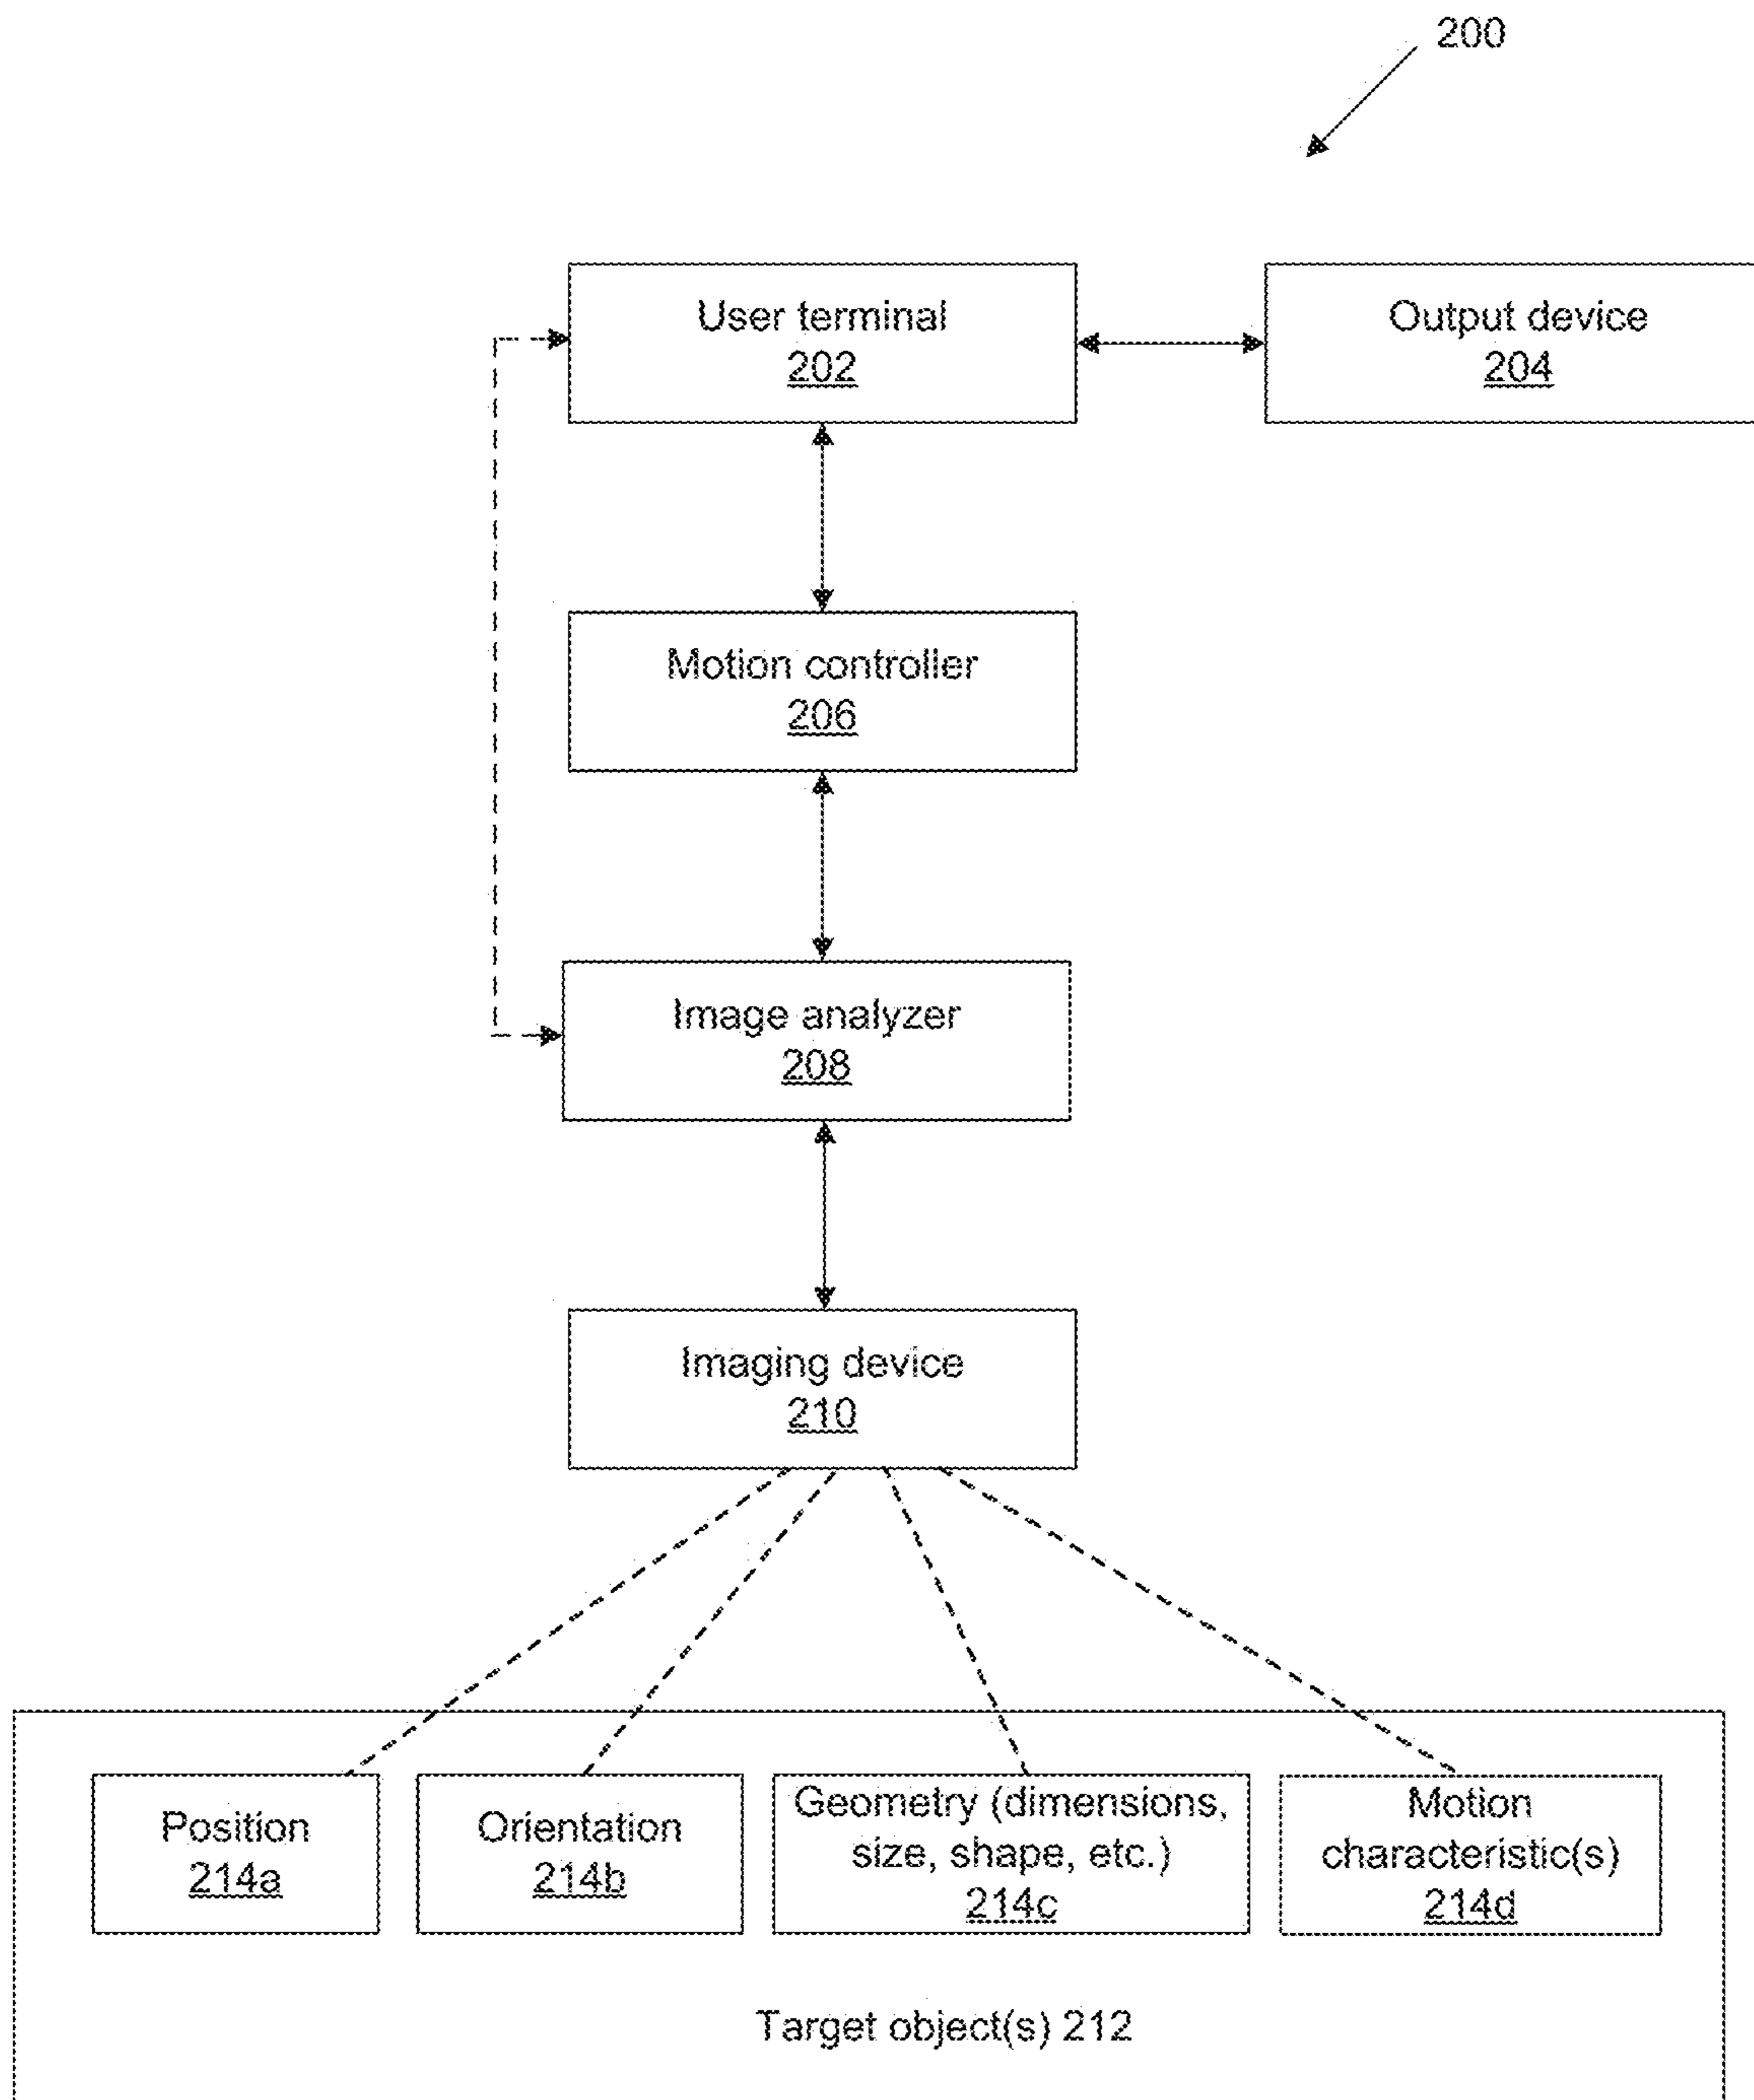 200
User terminal
202
Output device
204
Motion controller
206
Image analyzer
208
Imaging device
210
Position
214a
Orientation
214b
Geometry (dimensions,
size, shape, etc.)
214c
Motion
characteristic(s)
214d
Target object(s) 212